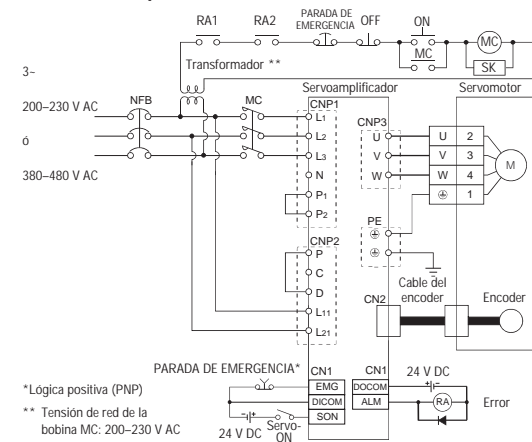 RA1 RA2 PARADA DE EMERGENCIA OFF ON
MC MC
SK
Transformador **
3~
200–230 V AC
ó
380–480 V AC
NFB MC
Servoamplificador Servomotor
CNP1
L1
L2
L3
N
P1
P2
CNP3
U
V
W
U 2
V 3
W 4
1
M
PE
CNP2
P
C
D
L11
L21
Cable del encoder
CN2
Encoder
PARADA DE EMERGENCIA*
CN1 CN1
EMG
DICOM
SON
DOCOM
ALM
24 V DC
RA
Error
24 V DC
Servo-ON
*Lógica positiva (PNP)
** Tensión de red de la
bobina MC: 200–230 V AC